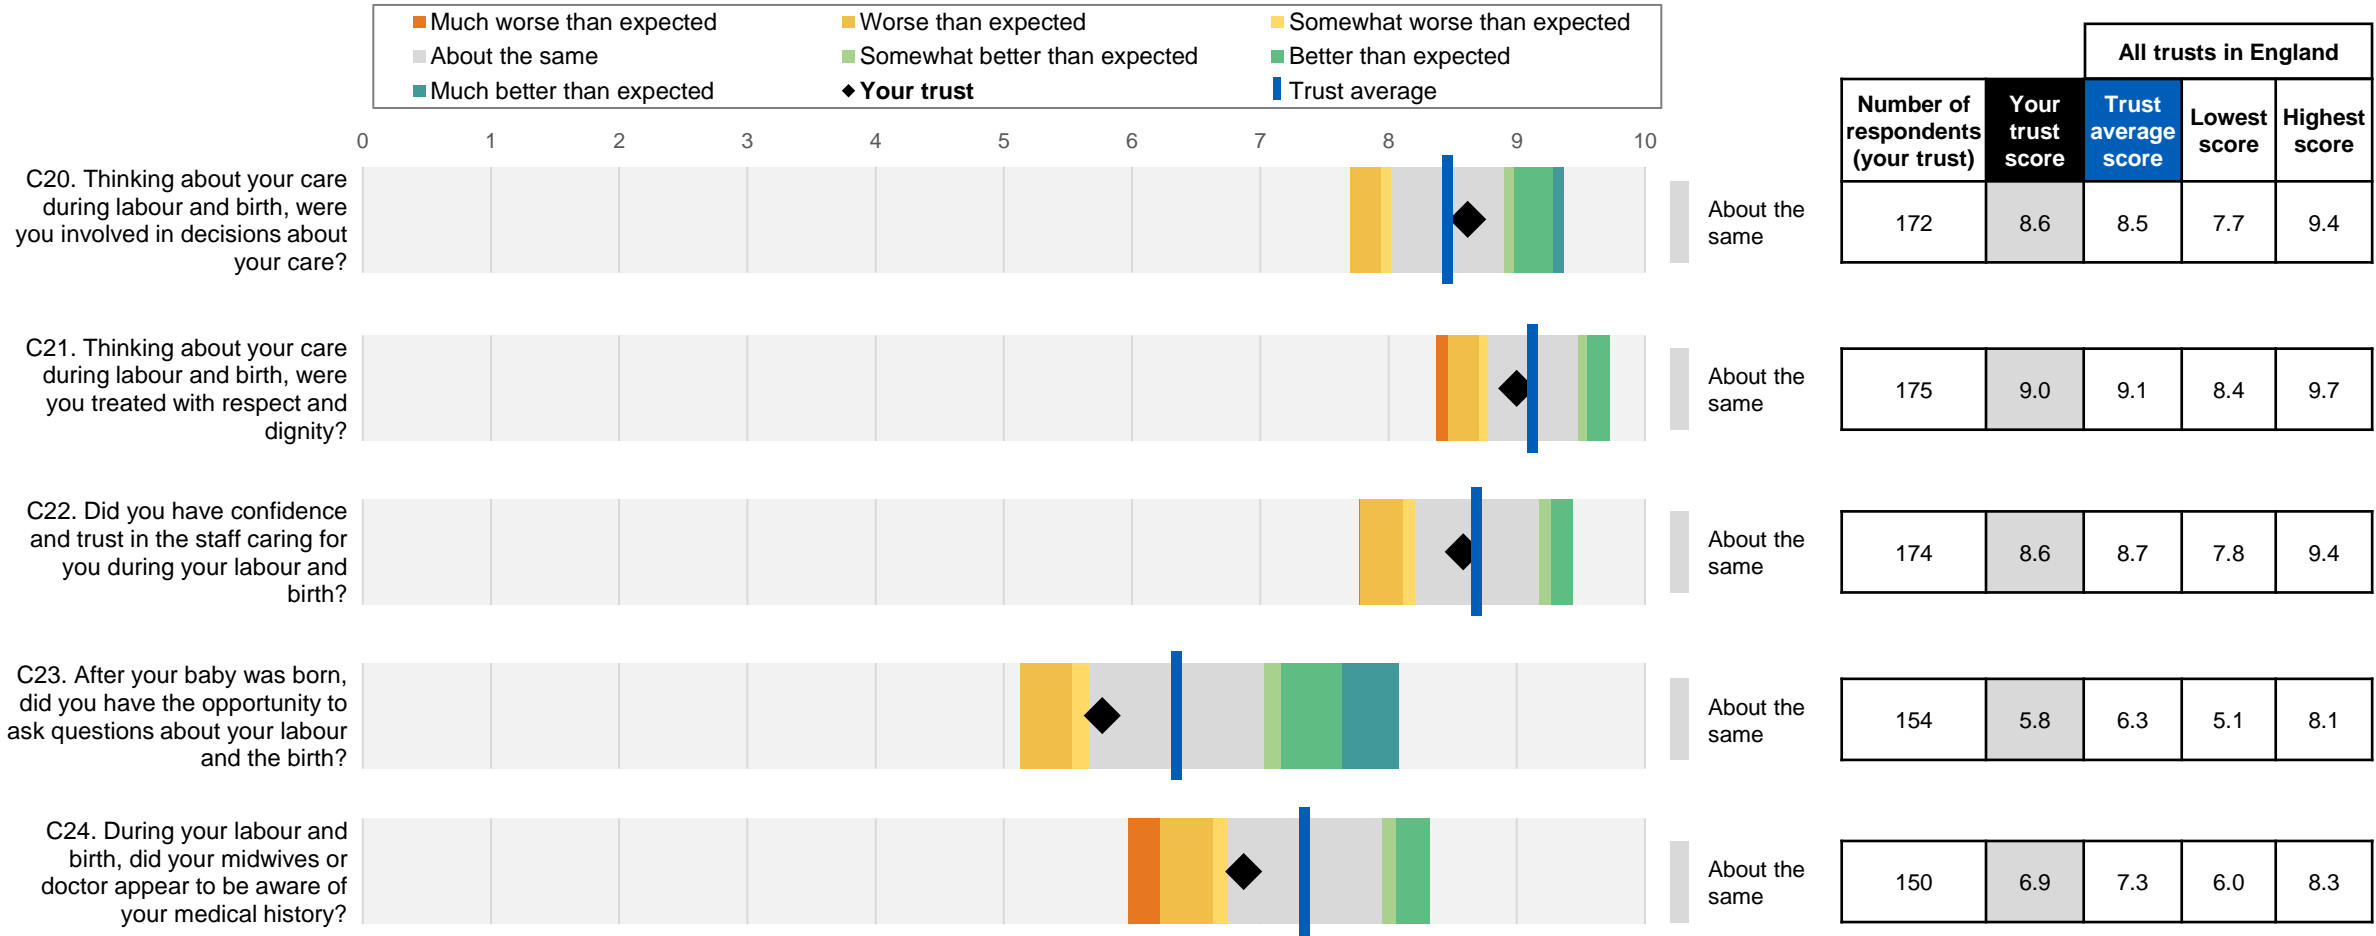 Much worse than expected
Worse than expected
Somewhat worse than expected
About the same
Somewhat better than expected
Better than expected
Much better than expected
Your trust
Trust average
All trusts in England
Number of
respondents
(your trust)
Your
trust
score
Trust
average
score
Lowest
score
Highest
score
0 1 2 3 4 5 6 7 8 9 10
C20. Thinking about your care
during labour and birth, were
you involved in decisions about
your care?
About the
same
172 8.6 8.5 7.7 9.4
C21. Thinking about your care
during labour and birth, were
you treated with respect and
dignity?
About the
same
175 9.0 9.1 8.4 9.7
C22. Did you have confidence
and trust in the staff caring for
you during your labour and
birth?
About the
same
174 8.6 8.7 7.8 9.4
C23. After your baby was born,
did you have the opportunity to
ask questions about your labour
and the birth?
About the
same
154 5.8 6.3 5.1 8.1
C24. During your labour and
birth, did your midwives or
doctor appear to be aware of
your medical history?
About the
same
150 6.9 7.3 6.0 8.3